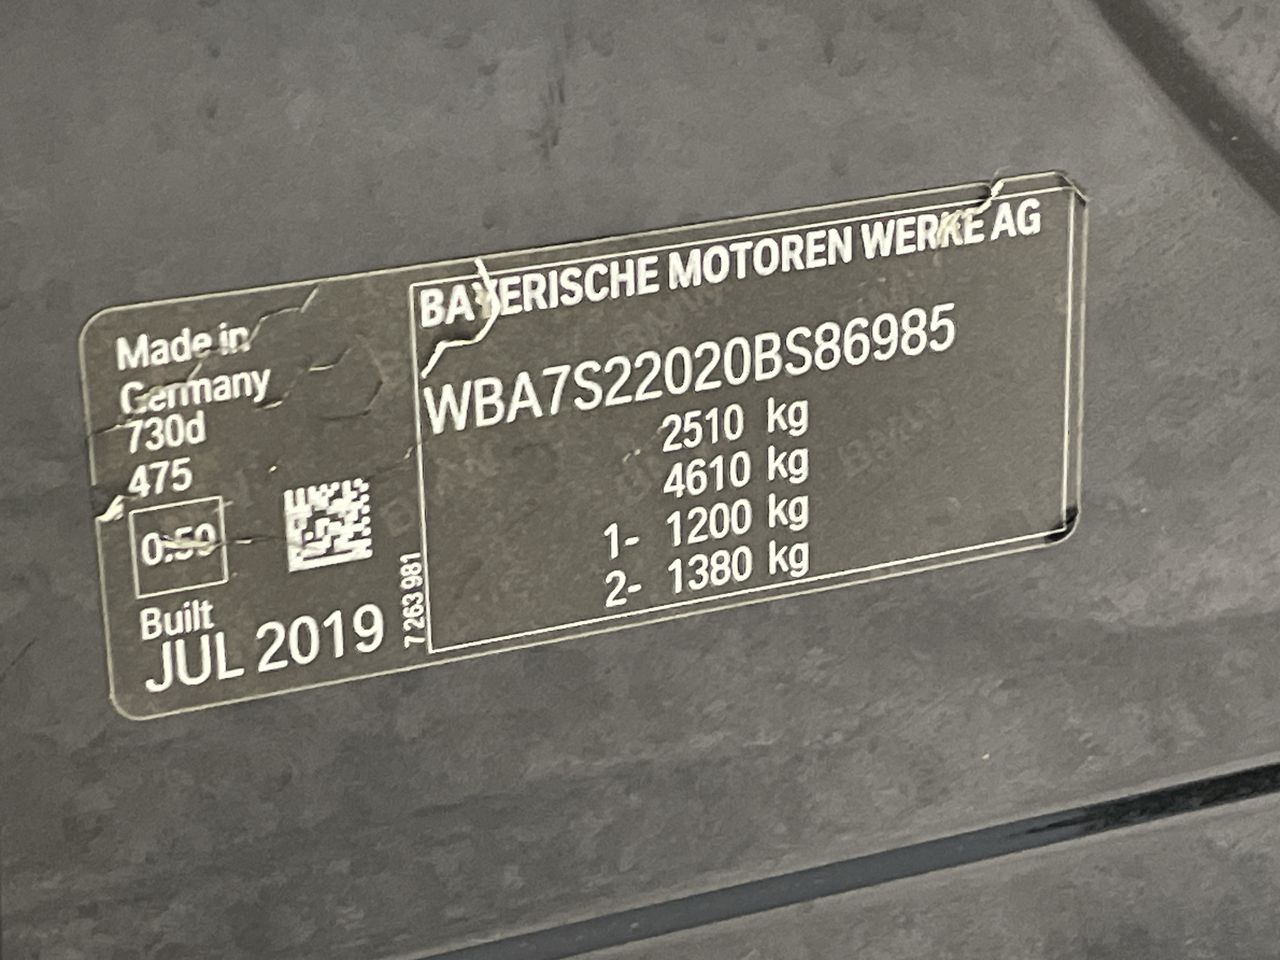 Made in
Germany
730d
475
0.59
Built
JUL 2019
7 263 981
BAYERISCHE MOTOREN WERKE AG
WBA7S22020BS86985
2510 kg
4610 kg
1- 1200 kg
2- 1380 kg